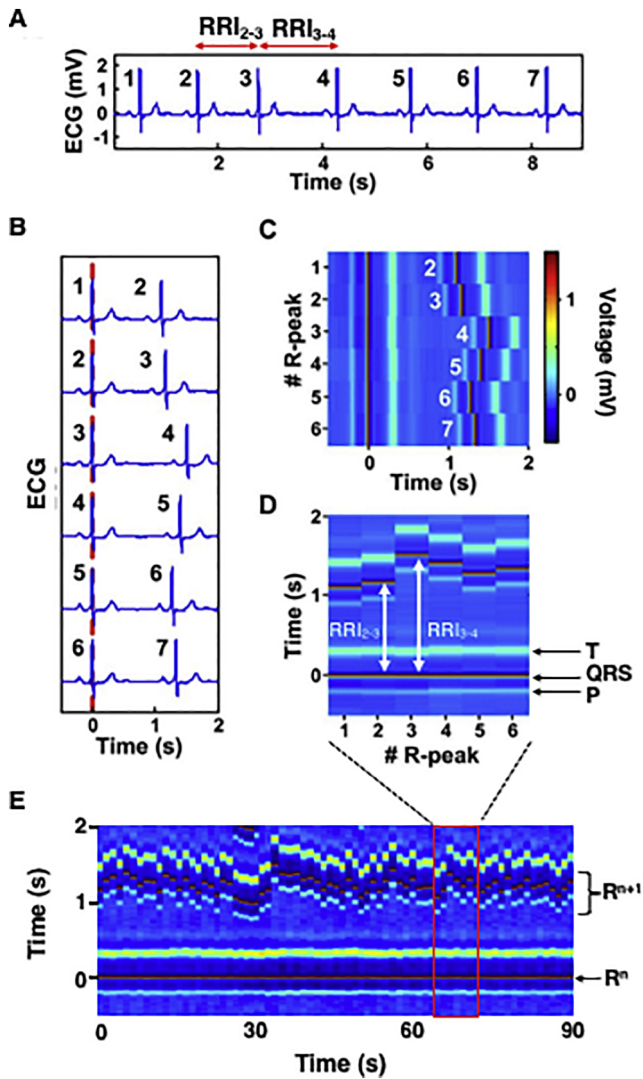 A
RRI2-3 RRI3-4
ECG (mV)
2
1
0
-1
1 2 3 4 5 6 7
2 4 6 8
Time (s)
B
ECG
1 2
2 3
3 4
4 5
5 6
6 7
0 1 2
Time (s)
C
# R-peak
1
2
3
4
5
6
2
3
4
5
6
7
0 1 2
Time (s)
1
0
Voltage (mV)
D
Time (s)
2
1
0
RRI2-3 RRI3-4
T
QRS
P
1 2 3 4 5 6
# R-peak
E
Time (s)
2
1
0
Rn+1
Rn
0 30 60 90
Time (s)